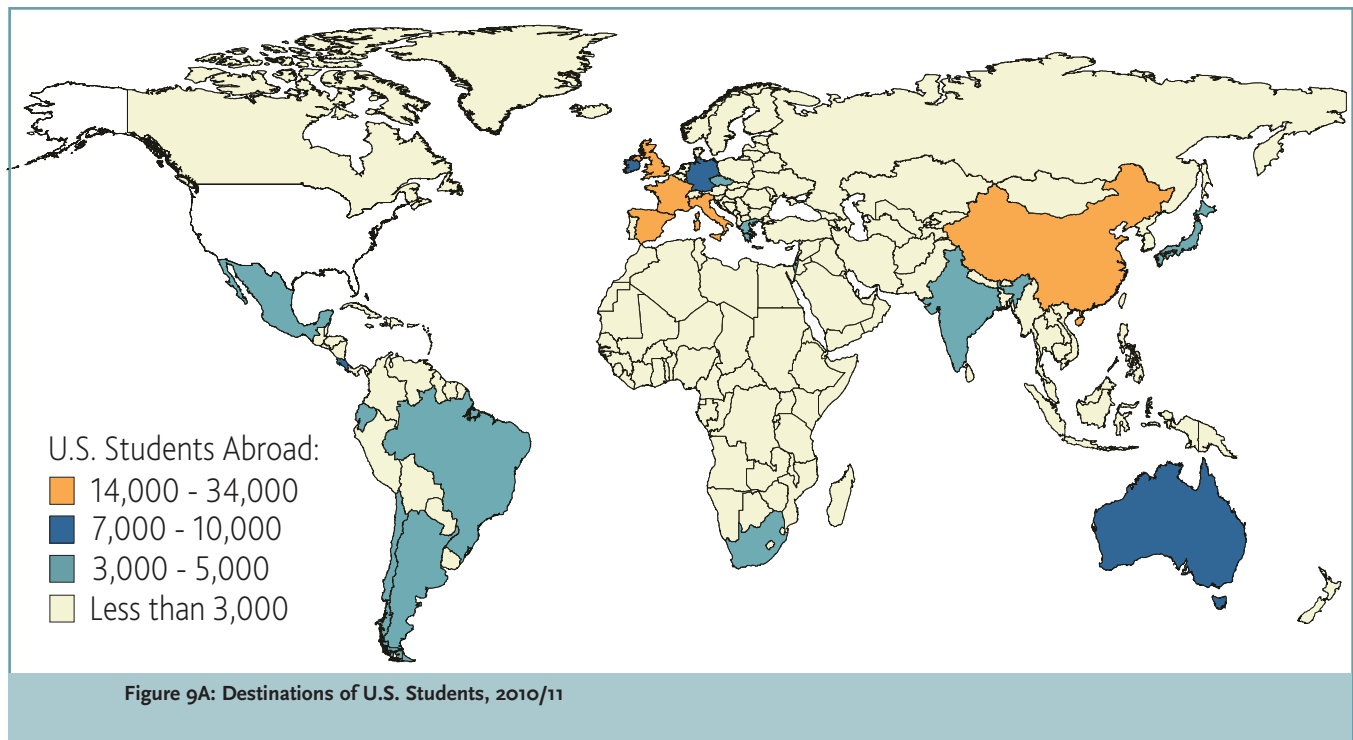 U.S. Students Abroad:
14,000 - 34,000
7,000 - 10,000
3,000 - 5,000
Less than 3,000
Figure 9A: Destinations of U.S. Students, 2010/11